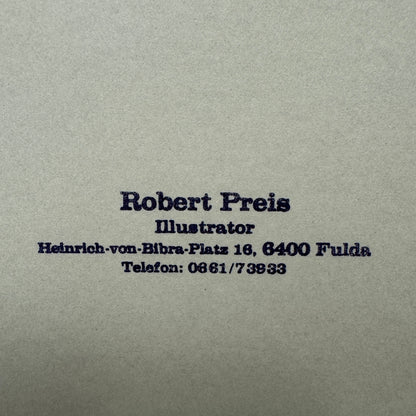 Robert Preis
Illustrator
Heinrich-von-Bibra-Platz 16, 6400 Fulda
Telefon: 0661/73933